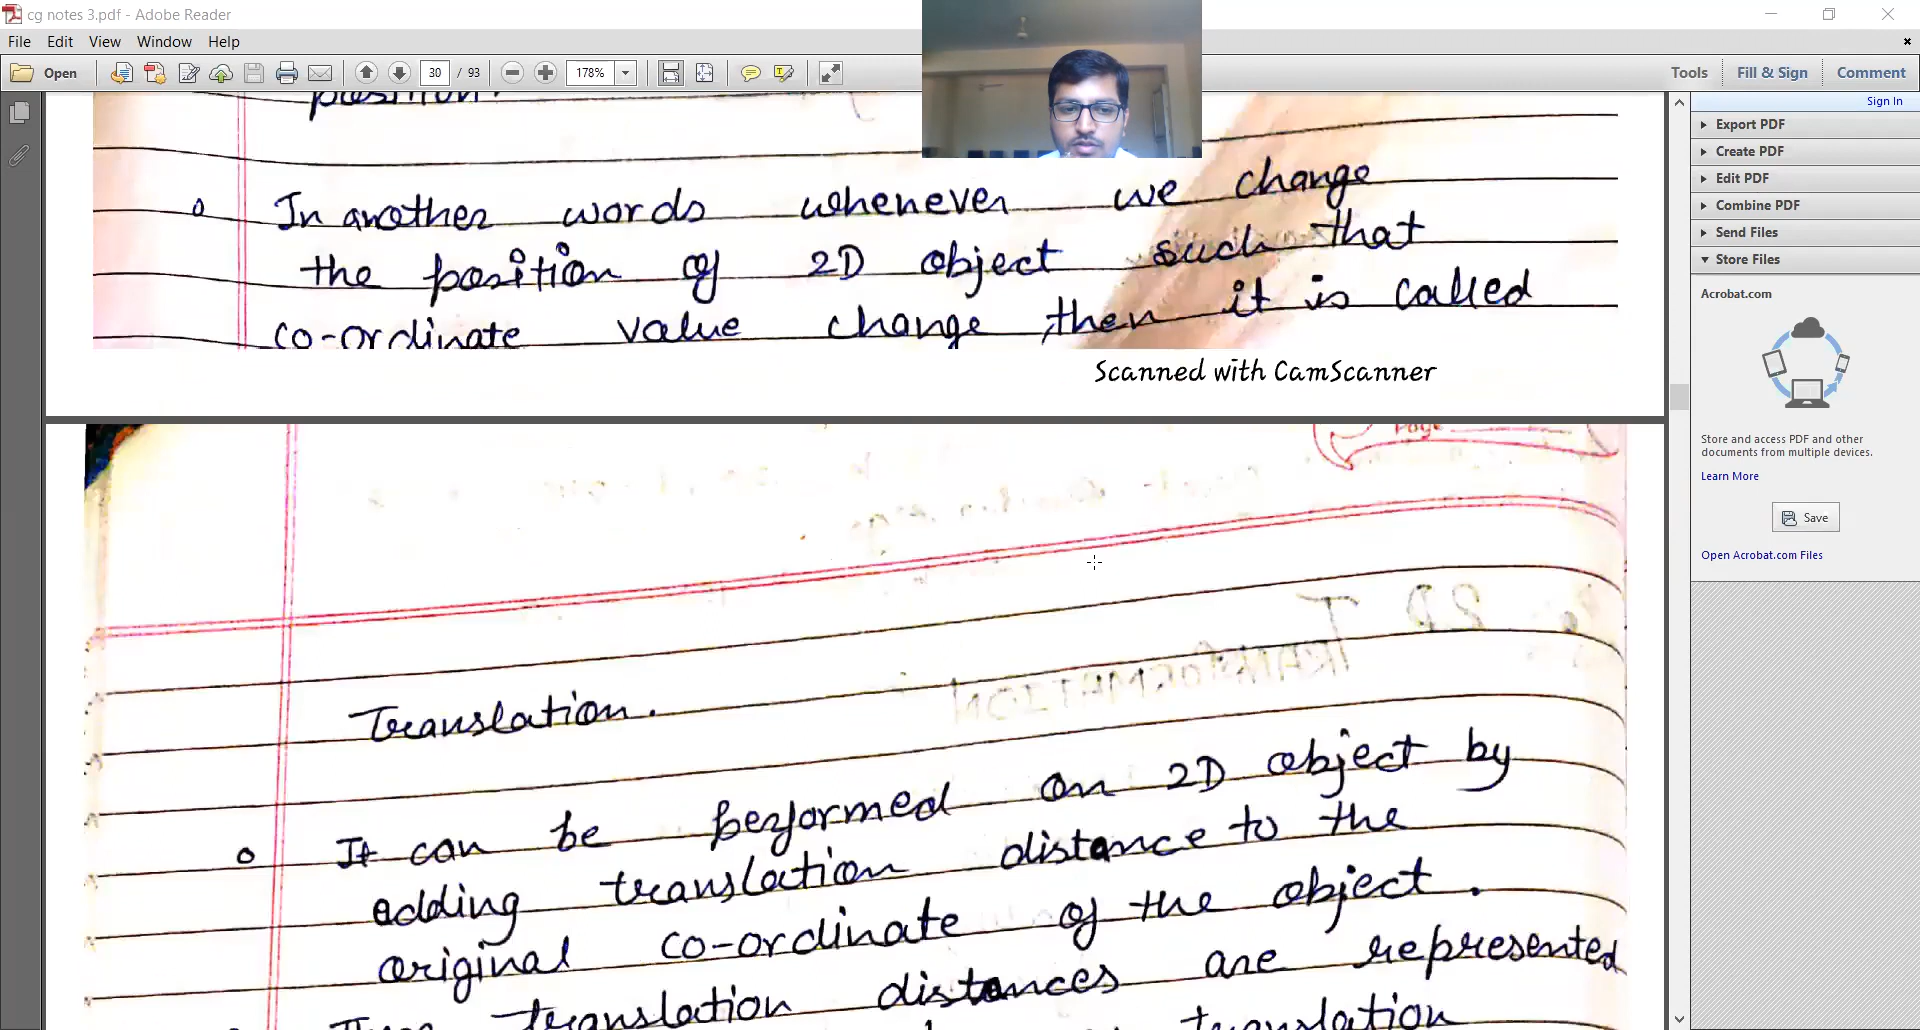 cg notes 3.pdf - Adobe Reader
File Edit View Window Help
Open 30 / 93 178% Tools Fill & Sign Comment
Sign In
Export PDF
Create PDF
Edit PDF
Combine PDF
Send Files
Store Files
Acrobat.com
Store and access PDF and other
documents from multiple devices.
Learn More
Save
Open Acrobat.com Files
position.
In another words whenever we change
the position of 2D object such that
co-ordinate value change, then it is called
Scanned with CamScanner
Page
Translation.
It can be performed on 2D object by
adding translation distance to the
original co-ordinate of the object.
translation distances are represented
translation